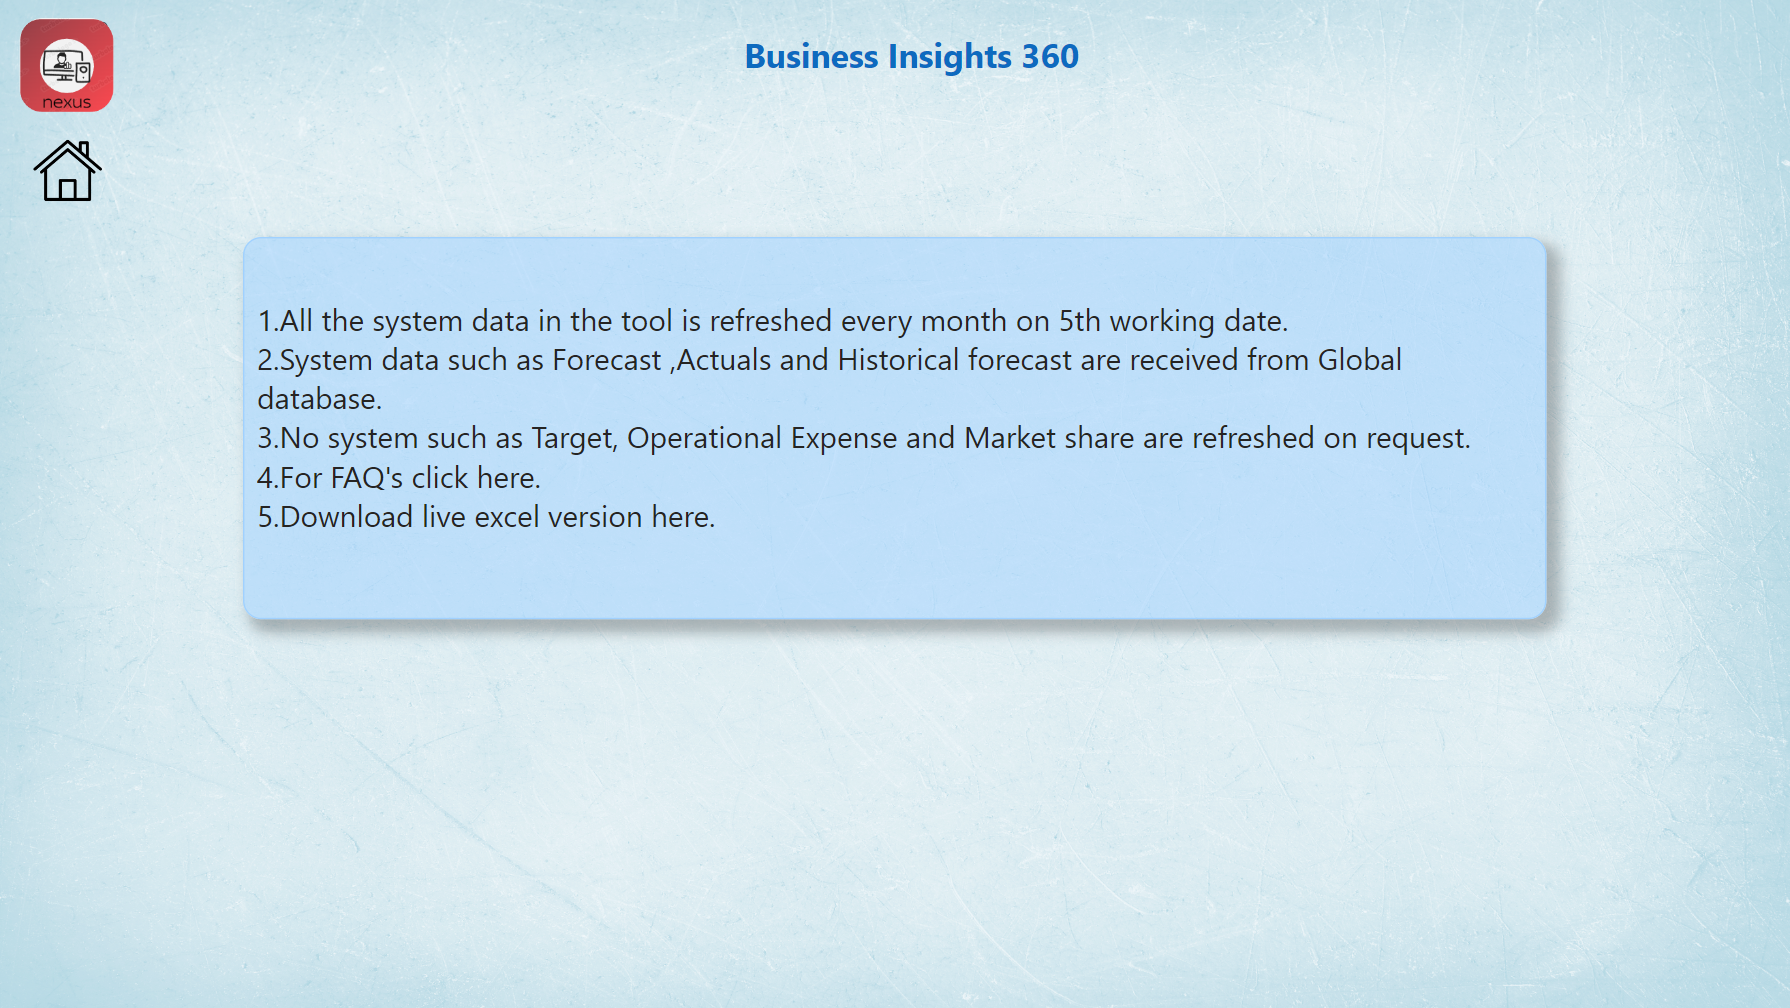 nexus
Business Insights 360
1.All the system data in the tool is refreshed every month on 5th working date.
2.System data such as Forecast ,Actuals and Historical forecast are received from Global
database.
3.No system such as Target, Operational Expense and Market share are refreshed on request.
4.For FAQ's click here.
5.Download live excel version here.